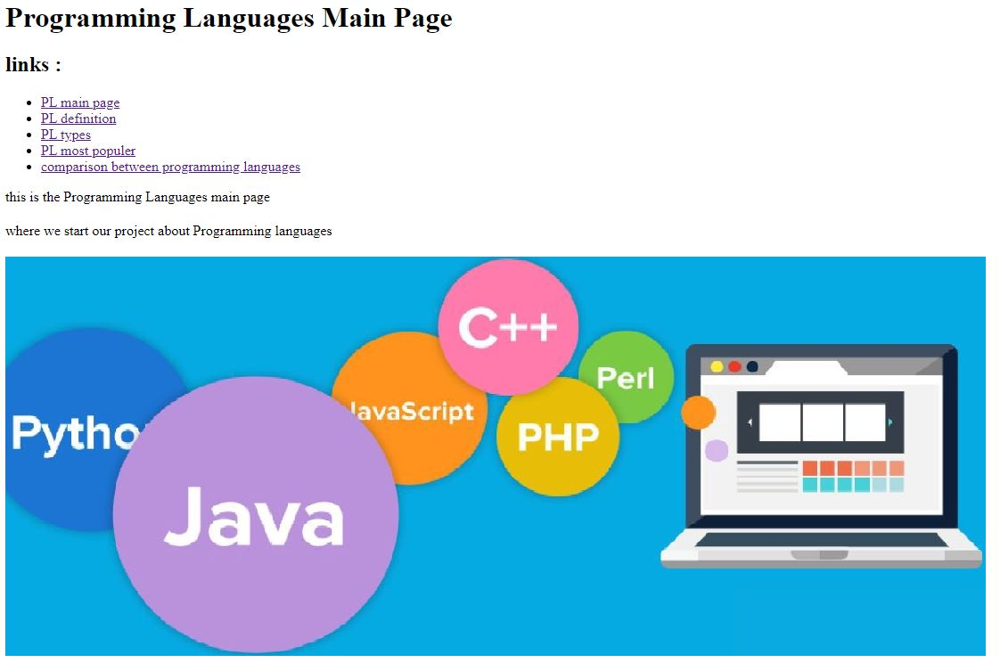 Programming Languages Main Page
links :
PL main page
PL definition
PL types
PL most populer
comparison between programming languages
this is the Programming Languages main page
where we start our project about Programming languages
C++
Perl
JavaScript
Pytho
PHP
Java